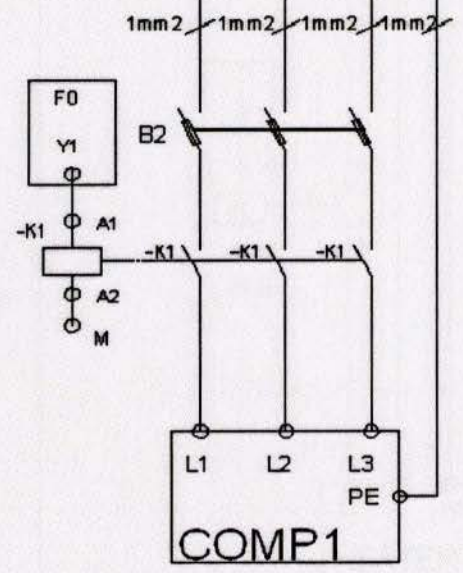 1mm2 1mm2 1mm2 1mm2
F0
B2
Y1
A1
-K1
-K1 -K1 -K1
A2
M
L1 L2 L3
PE
COMP1